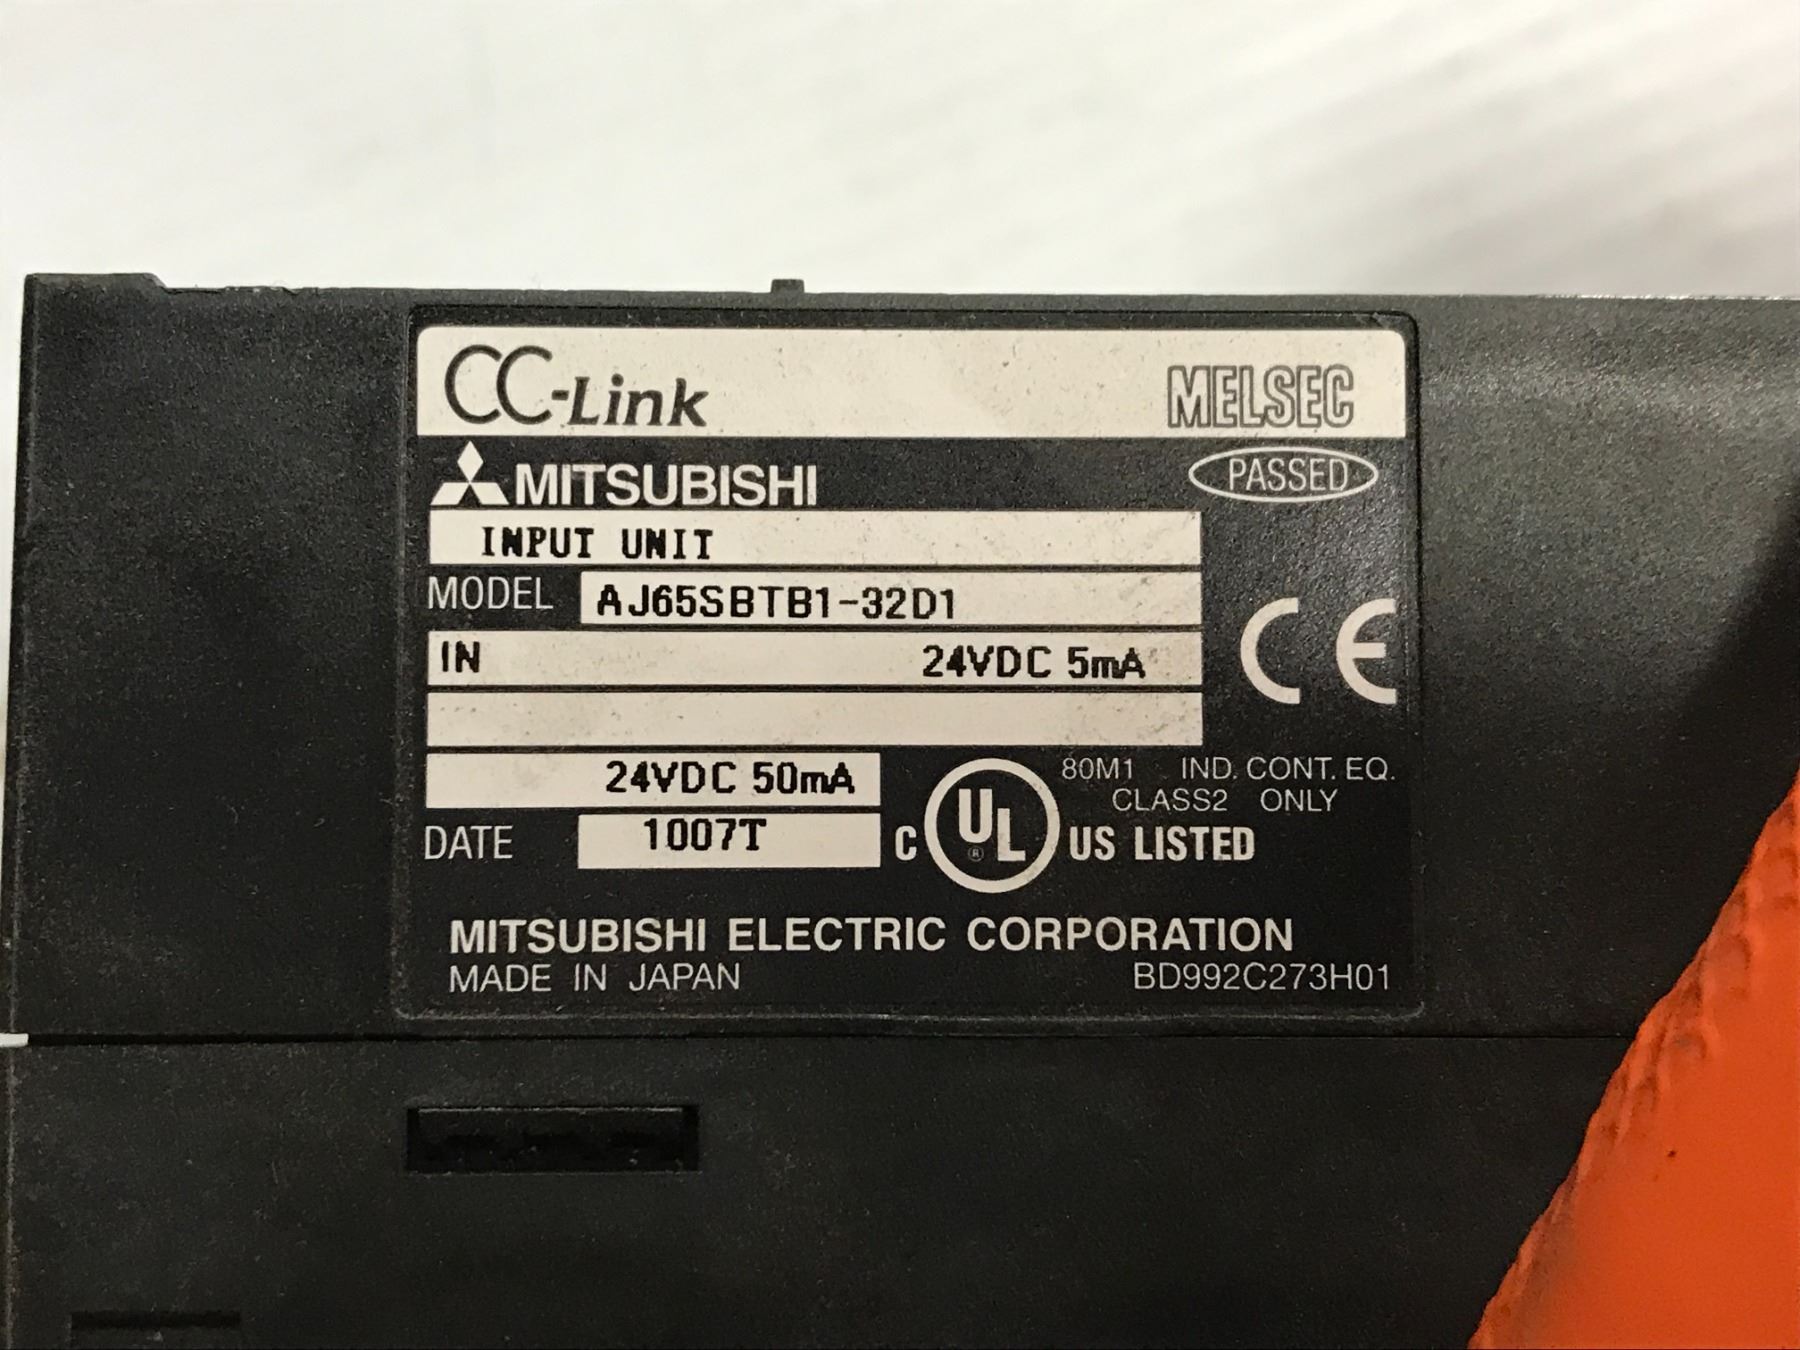 CC-Link MELSEC
MITSUBISHI PASSED
INPUT UNIT
MODEL AJ65SBTB1-32D1
IN 24VDC 5mA
CE
24VDC 50mA
80M1 IND. CONT. EQ.
CLASS2 ONLY
DATE 1007T
C UL ® US LISTED
MITSUBISHI ELECTRIC CORPORATION
MADE IN JAPAN BD992C273H01